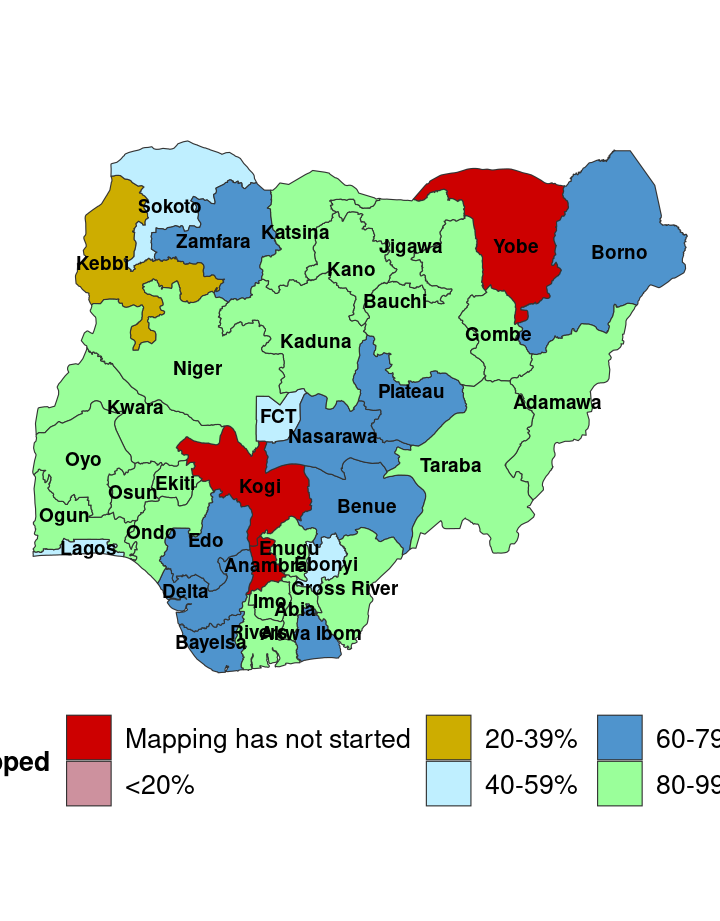 Sokoto
Katsina
Zamfara
Jigawa
Yobe
Borno
Kebbi
Kano
Bauchi
Gombe
Kaduna
Niger
Plateau
Adamawa
Kwara
FCT
Nasarawa
Oyo
Taraba
Ekiti
Kogi
Osun
Benue
Ogun
Ondo
Edo
Lagos
Enugu
Anambra
Ebonyi
Delta
Cross River
Imo
Abia
Rivers
Akwa Ibom
Bayelsa
pped
Mapping has not started
20-39%
60-79
<20%
40-59%
80-99